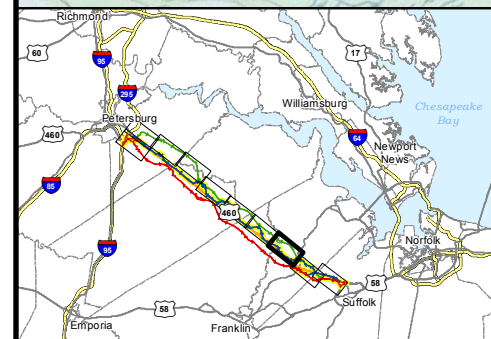 Richmond
60
95
17
295
Williamsburg
Chesapeake
Bay
Petersburg
460
64
Newport
News
85
460
95
Norfolk
58
Suffolk
58
Emporia
Franklin